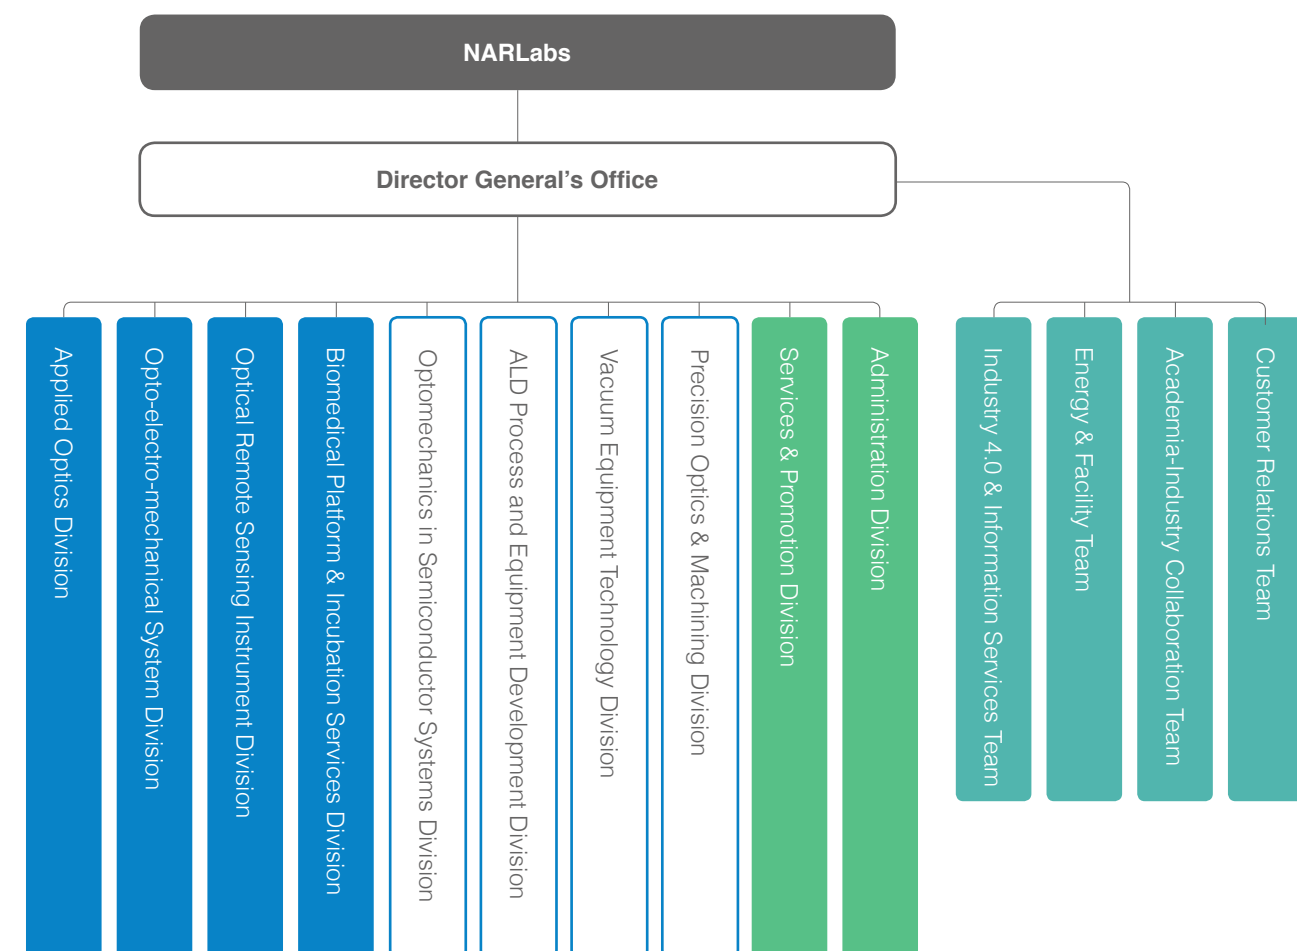 NARLabs
Director General's Office
Applied Optics Division
Opto-electro-mechanical System Division
Optical Remote Sensing Instrument Division
Biomedical Platform & Incubation Services Division
Optomechanics in Semiconductor Systems Division
ALD Process and Equipment Development Division
Vacuum Equipment Technology Division
Precision Optics & Machining Division
Services & Promotion Division
Administration Division
Industry 4.0 & Information Services Team
Energy & Facility Team
Academia-Industry Collaboration Team
Customer Relations Team